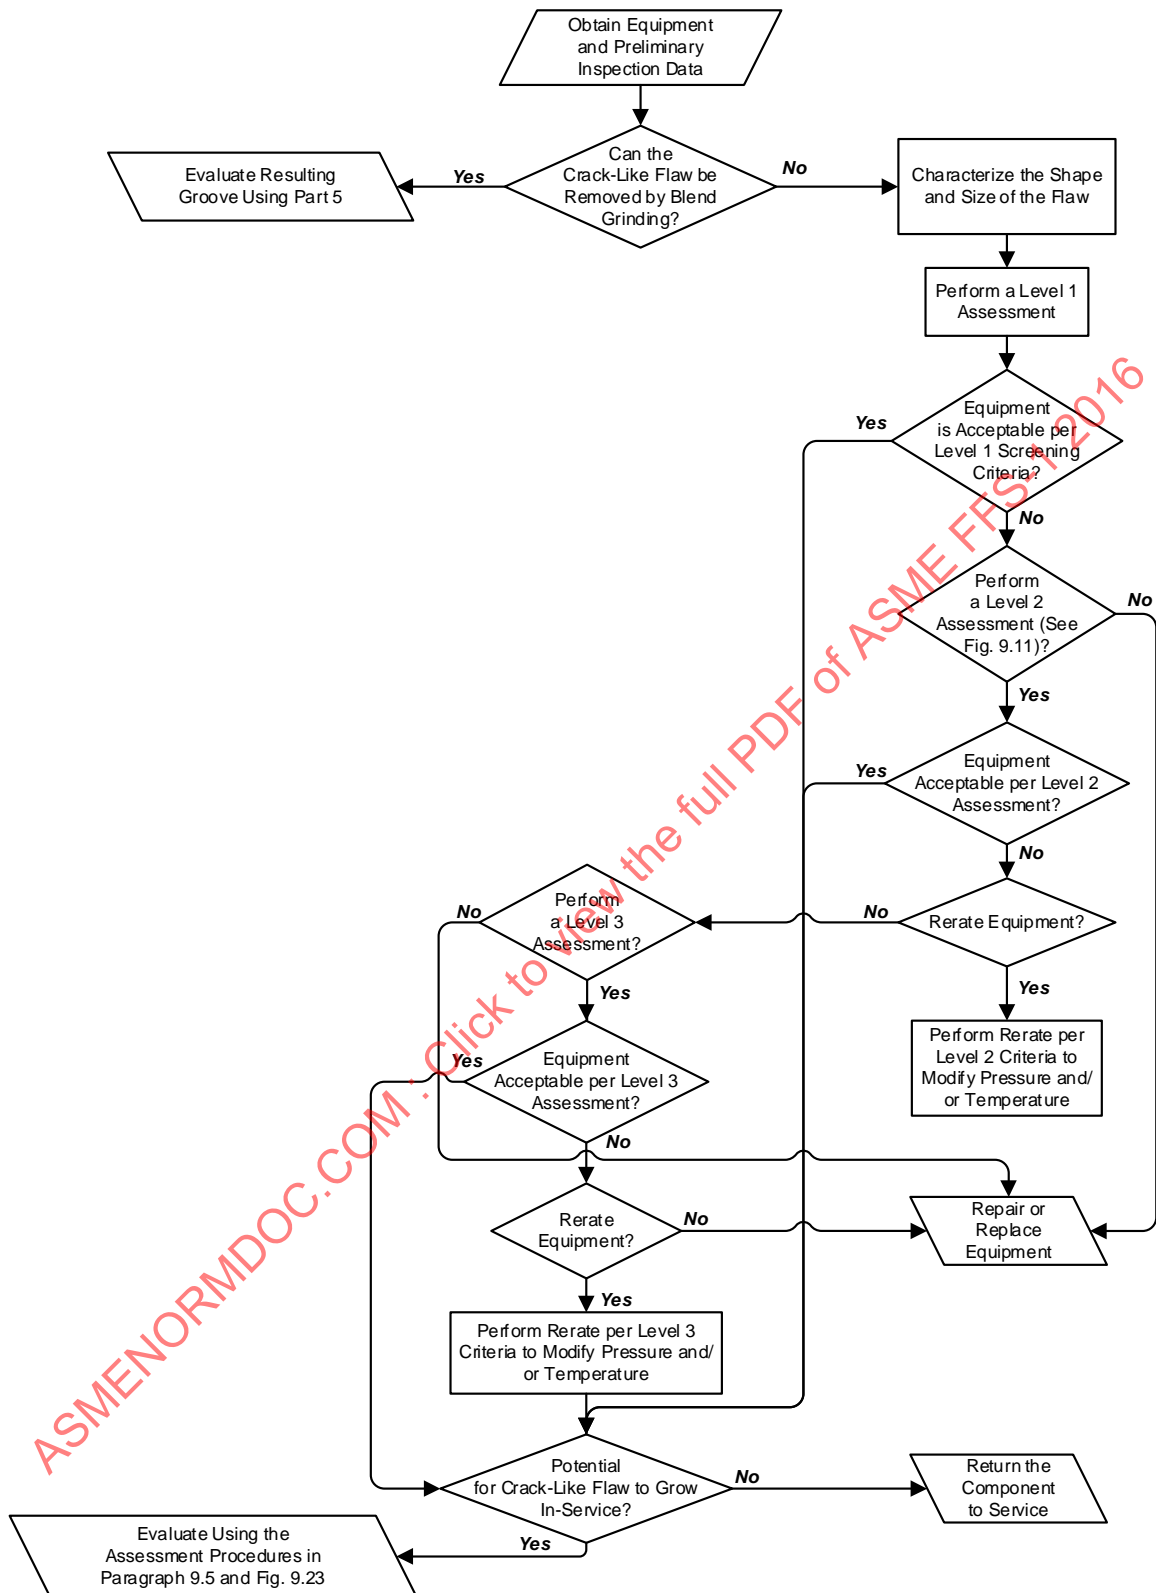 Obtain Equipment
and Preliminary
Inspection Data
Can the
Crack-Like Flaw be
Removed by Blend
Grinding?
Yes
No
Evaluate Resulting
Groove Using Part 5
Characterize the Shape
and Size of the Flaw
Perform a Level 1
Assessment
Equipment
is Acceptable per
Level 1 Screening
Criteria?
Yes
No
Perform
a Level 2
Assessment (See
Fig. 9.11)?
No
Yes
Equipment
Acceptable per Level 2
Assessment?
Yes
No
Rerate Equipment?
No
Yes
Perform
a Level 3
Assessment?
No
Yes
Perform Rerate per
Level 2 Criteria to
Modify Pressure and/
or Temperature
Equipment
Acceptable per Level 3
Assessment?
Yes
No
Rerate
Equipment?
No
Yes
Repair or
Replace
Equipment
Perform Rerate per Level 3
Criteria to Modify Pressure and/
or Temperature
Potential
for Crack-Like Flaw to Grow
In-Service?
No
Yes
Return the
Component
to Service
Evaluate Using the
Assessment Procedures in
Paragraph 9.5 and Fig. 9.23
ASMENORMDOC.COM : Click to view the full PDF of ASME FFS-1 2016